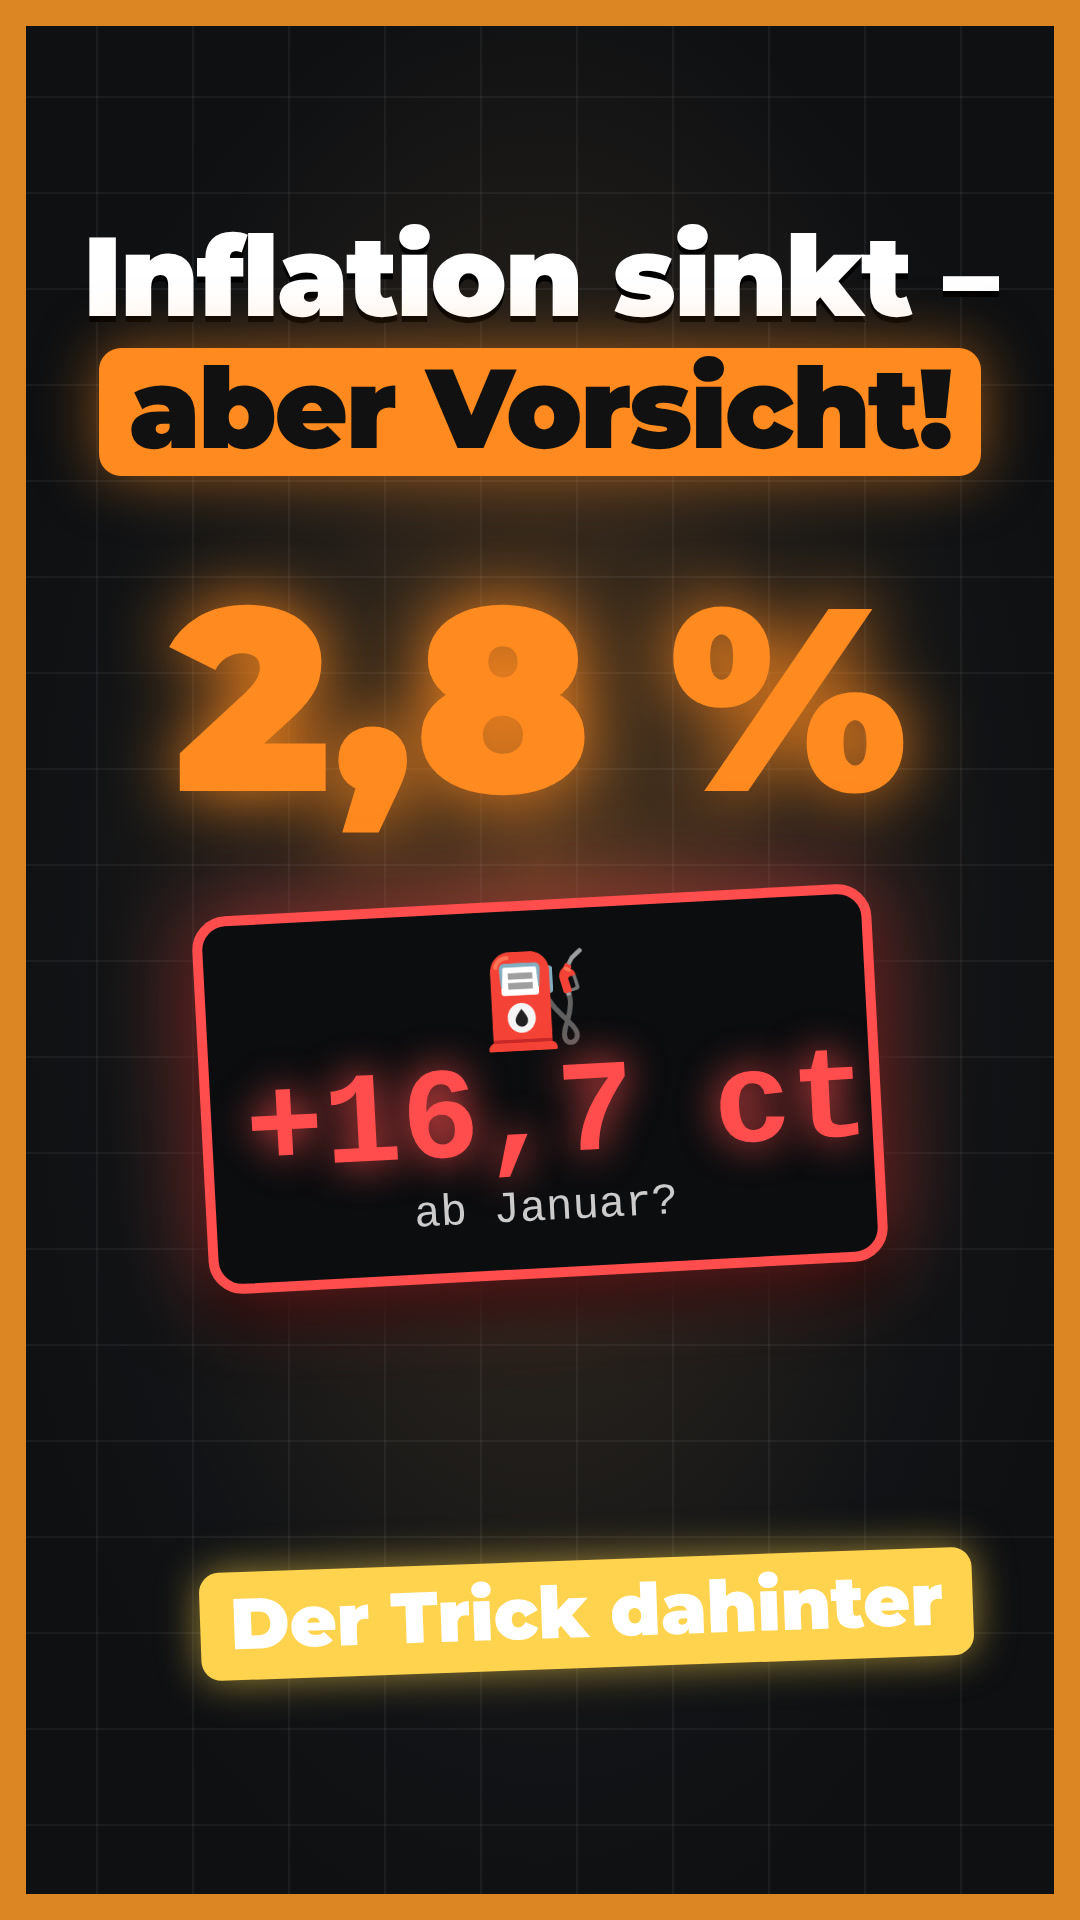 Inflation sinkt –
aber Vorsicht!
2,8 %
+16,7 ct
ab Januar?
Der Trick dahinter